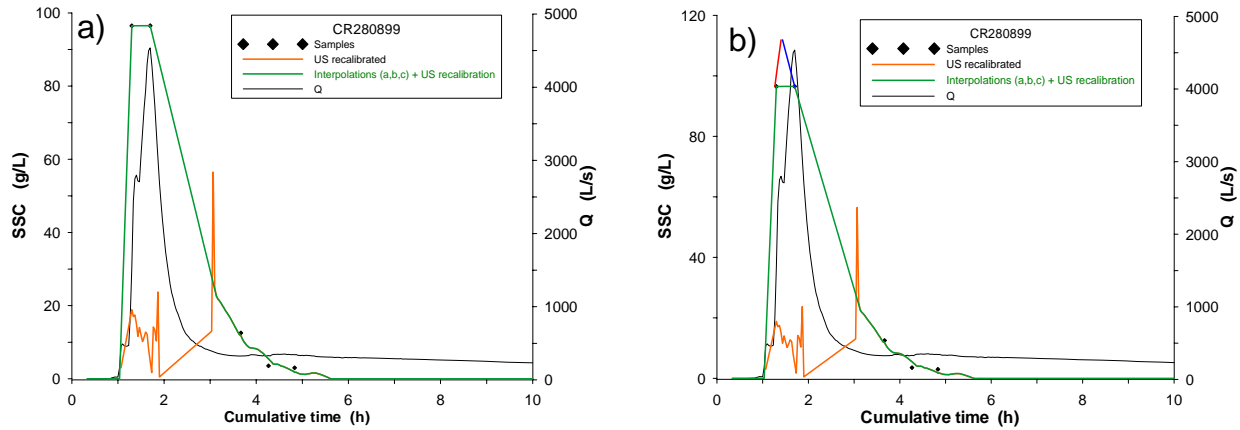 a)
CR280899
Samples
US recalibrated
Interpolations (a,b,c) + US recalibration
Q
100
80
60
40
20
0
SSC (g/L)
5000
4000
3000
2000
1000
0
Q (L/s)
0 2 4 6 8 10
Cumulative time (h)
b)
CR280899
Samples
US recalibrated
Interpolations (a,b,c) + US recalibration
Q
120
80
40
0
SSC (g/L)
5000
4000
3000
2000
1000
0
Q (L/s)
0 2 4 6 8 10
Cumulative time (h)